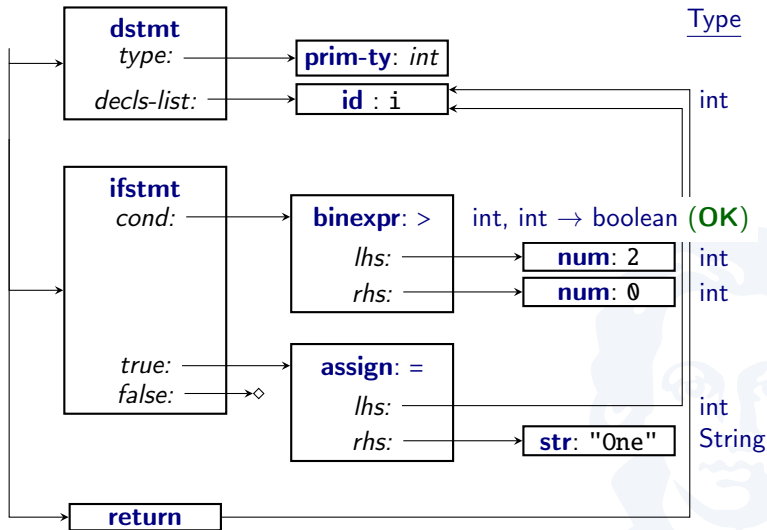 dstmt Type
type: prim-ty: int
decls-list: id : i int
ifstmt
cond: binexpr: > int, int → boolean (OK)
lhs: num: 2 int
rhs: num: 0 int
true: assign: =
false: lhs: int
rhs: str: "One" String
return